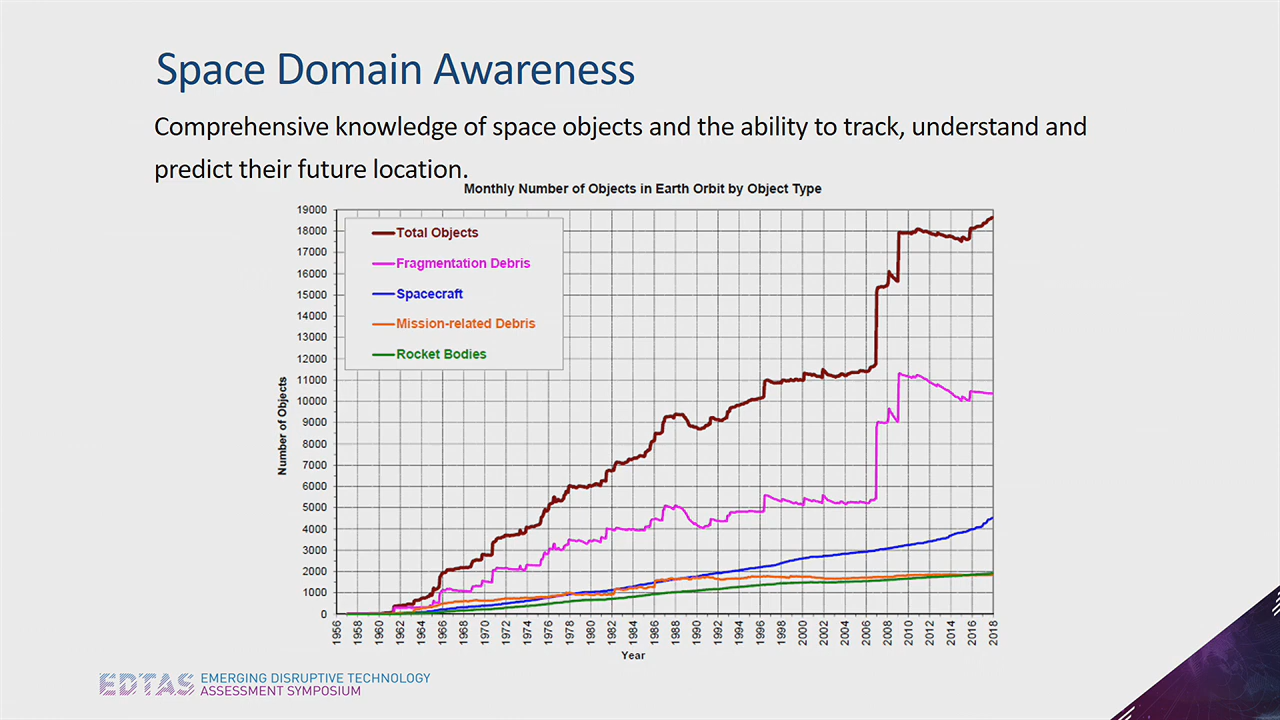 Space Domain Awareness
Comprehensive knowledge of space objects and the ability to track, understand and
predict their future location.
Monthly Number of Objects in Earth Orbit by Object Type
19000
18000
17000
16000
15000
14000
13000
12000
11000
10000
9000
8000
7000
6000
5000
4000
3000
2000
1000
0
Number of Objects
Total Objects
Fragmentation Debris
Spacecraft
Mission-related Debris
Rocket Bodies
1956 1958 1960 1962 1964 1966 1968 1970 1972 1974 1976 1978 1980 1982 1984 1986 1988 1990 1992 1994 1996 1998 2000 2002 2004 2006 2008 2010 2012 2014 2016 2018
Year
EDTAS EMERGING DISRUPTIVE TECHNOLOGY
ASSESSMENT SYMPOSIUM